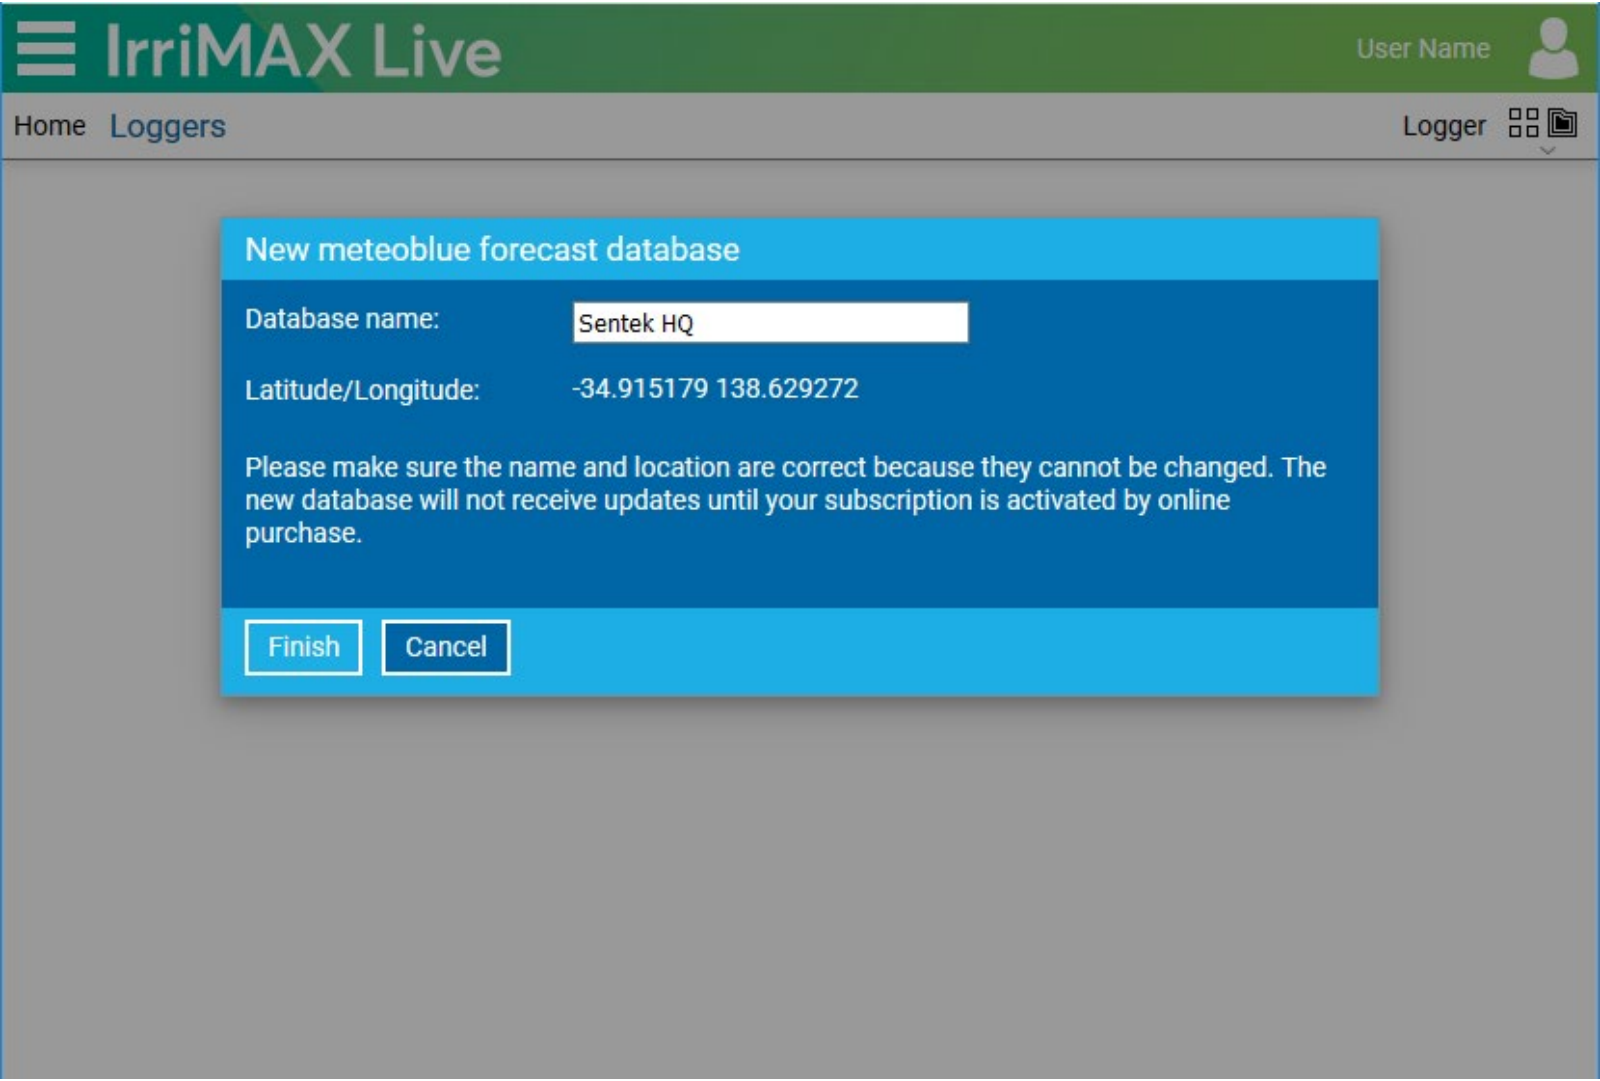 IrriMAX Live
User Name
Home Loggers
Logger
New meteoblue forecast database
Database name: Sentek HQ
Latitude/Longitude: -34.915179 138.629272
Please make sure the name and location are correct because they cannot be changed. The
new database will not receive updates until your subscription is activated by online
purchase.
Finish Cancel